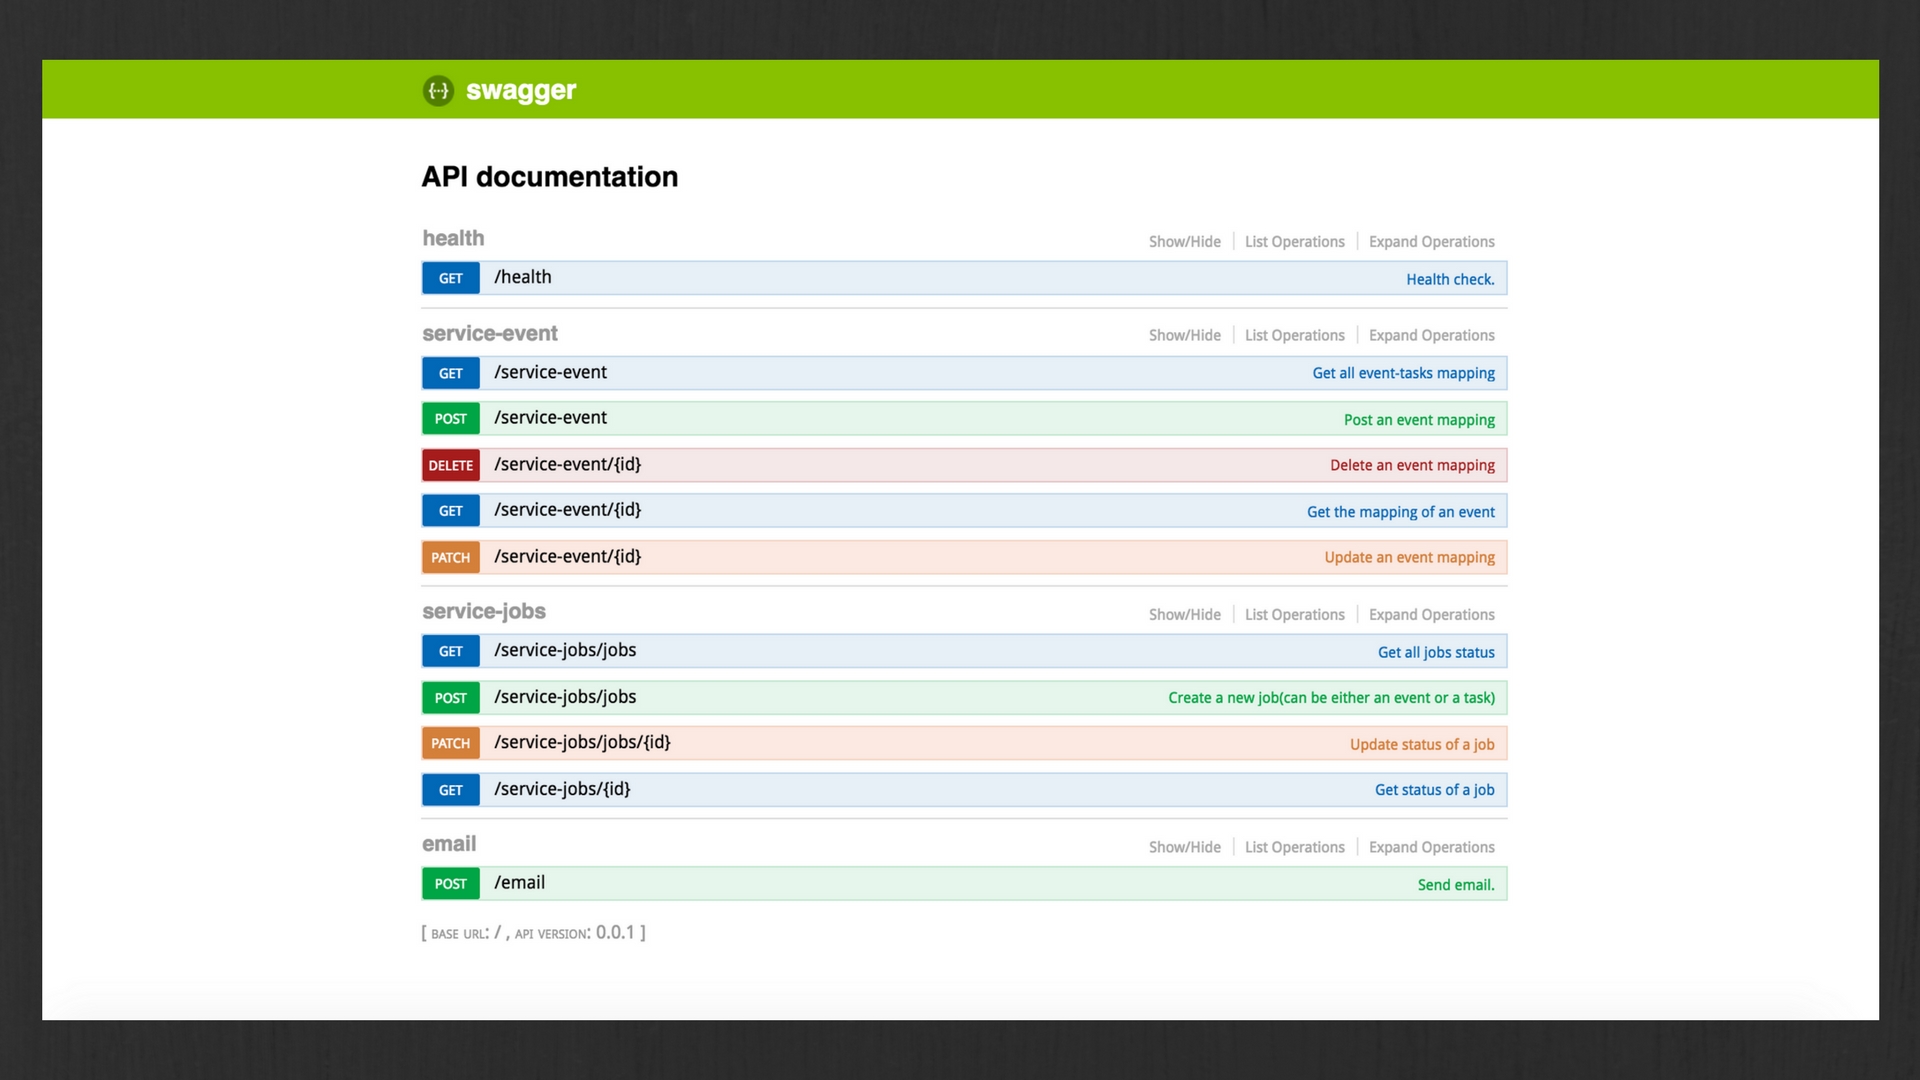 {···} swagger
API documentation
health Show/Hide List Operations Expand Operations
GET /health Health check.
service-event Show/Hide List Operations Expand Operations
GET /service-event Get all event-tasks mapping
POST /service-event Post an event mapping
DELETE /service-event/{id} Delete an event mapping
GET /service-event/{id} Get the mapping of an event
PATCH /service-event/{id} Update an event mapping
service-jobs Show/Hide List Operations Expand Operations
GET /service-jobs/jobs Get all jobs status
POST /service-jobs/jobs Create a new job(can be either an event or a task)
PATCH /service-jobs/jobs/{id} Update status of a job
GET /service-jobs/{id} Get status of a job
email Show/Hide List Operations Expand Operations
POST /email Send email.
[ BASE URL: / , API VERSION: 0.0.1 ]